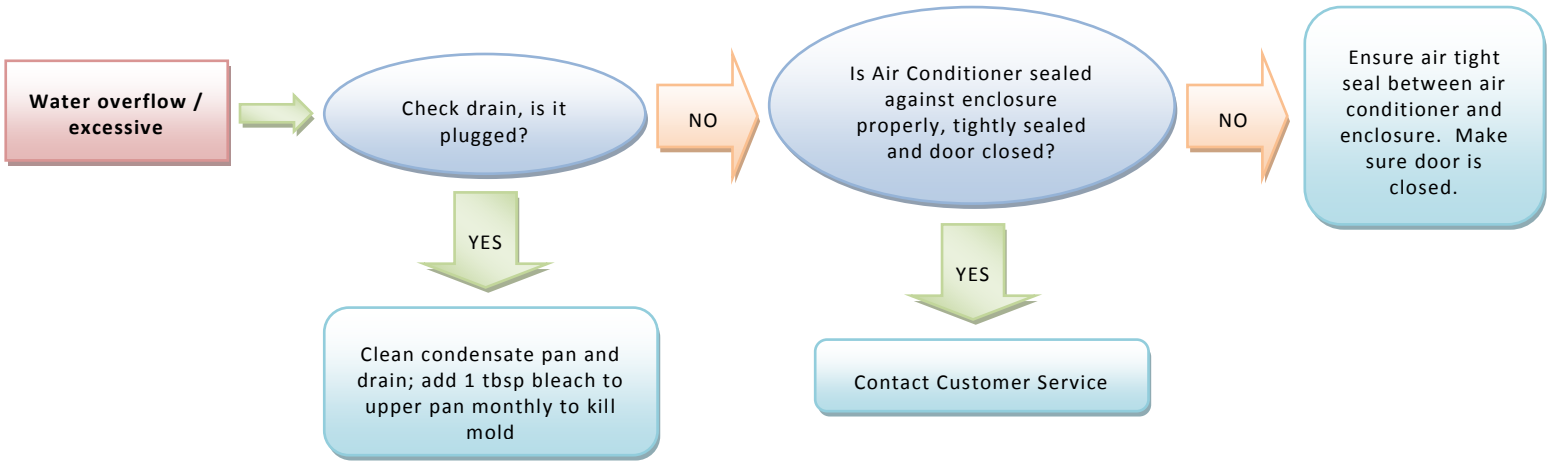 Water overflow /
excessive
Check drain, is it
plugged?
NO
Is Air Conditioner sealed
against enclosure
properly, tightly sealed
and door closed?
NO
Ensure air tight
seal between air
conditioner and
enclosure.  Make
sure door is
closed.
YES
YES
Clean condensate pan and
drain; add 1 tbsp bleach to
upper pan monthly to kill
mold
Contact Customer Service